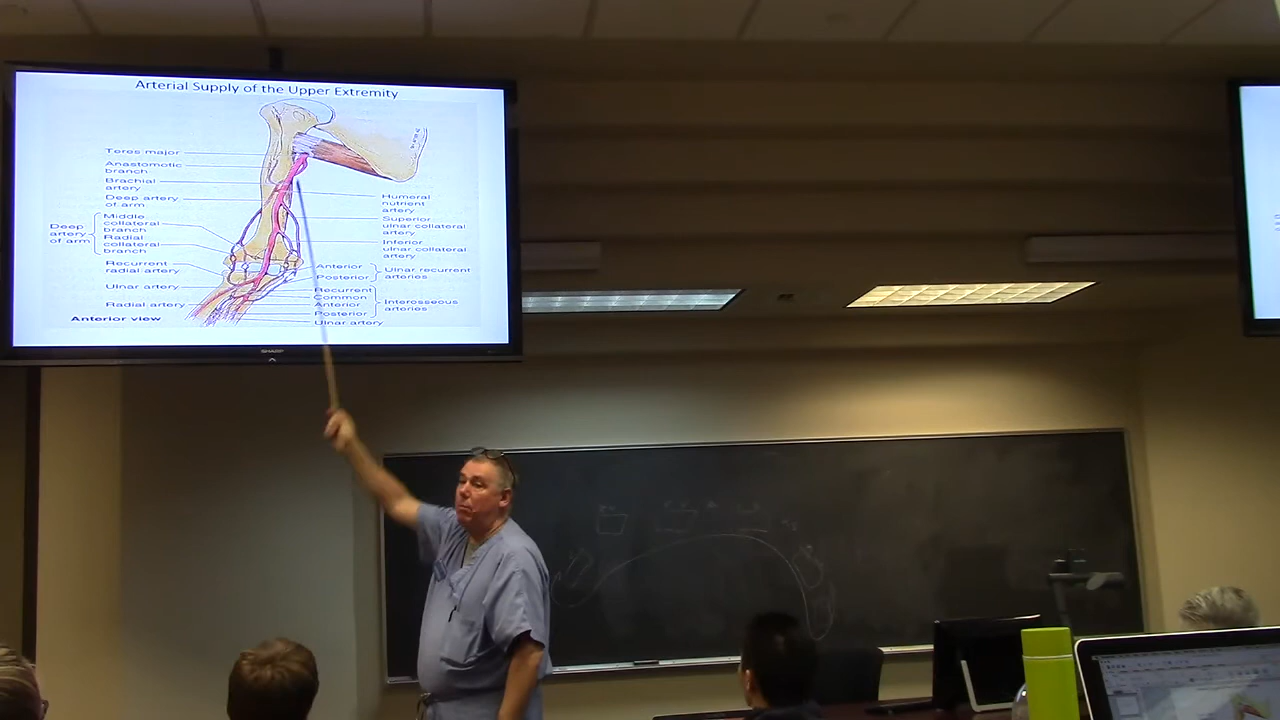 Arterial Supply of the Upper Extremity
Teres major
Anastomotic
branch
Brachial
artery
Deep artery
of arm
Deep
artery
of arm
Middle
collateral
branch
Radial
collateral
branch
Recurrent
radial artery
Ulnar artery
Radial artery
Anterior view
Humeral
nutrient
artery
Superior
ulnar collateral
artery
Inferior
ulnar collateral
artery
Anterior
Posterior
Ulnar recurrent
arteries
Recurrent
Common
Anterior
Posterior
Interosseous
arteries
Ulnar artery
SHARP